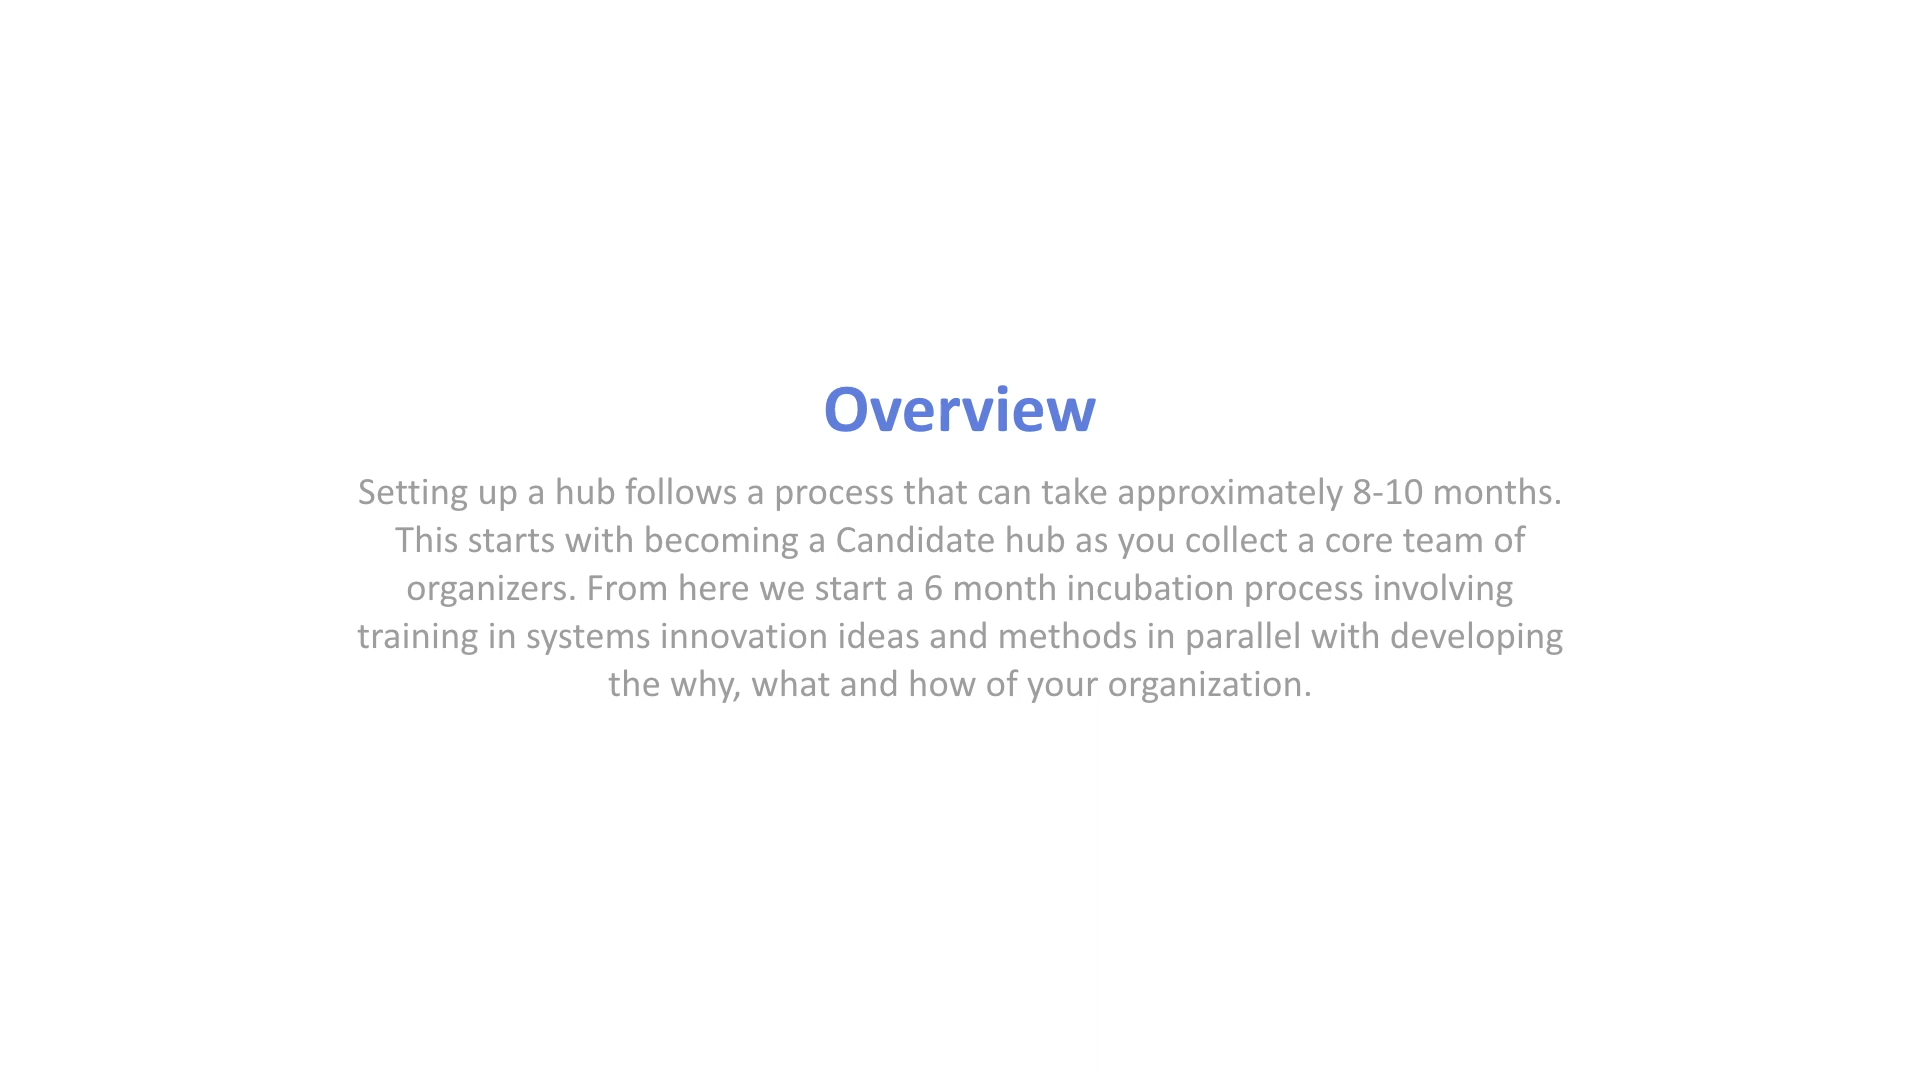 Overview
Setting up a hub follows a process that can take approximately 8-10 months.
This starts with becoming a Candidate hub as you collect a core team of
organizers. From here we start a 6 month incubation process involving
training in systems innovation ideas and methods in parallel with developing
the why, what and how of your organization.